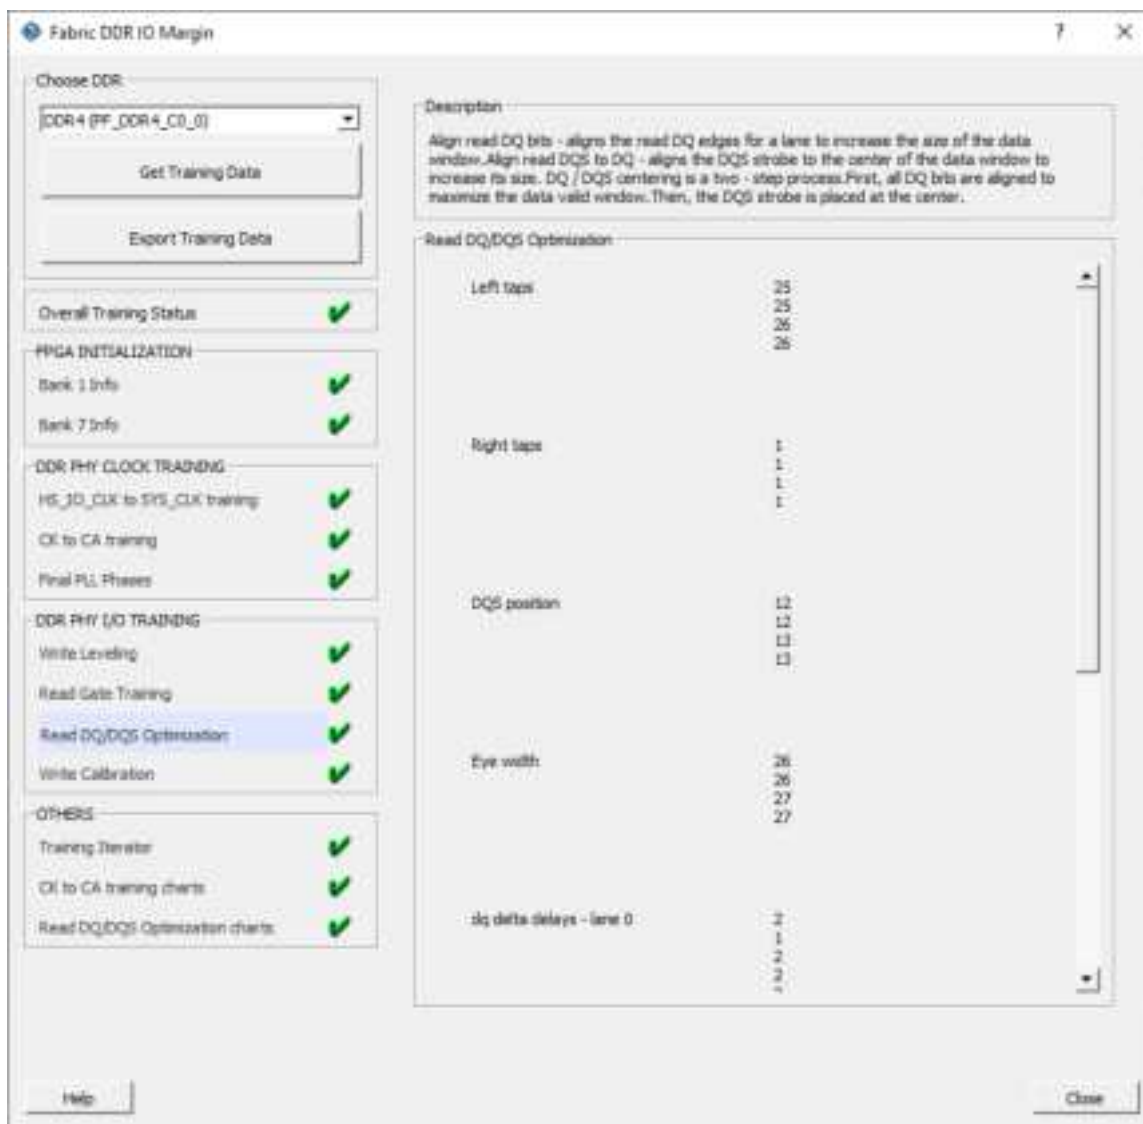 Fabric DDR IO Margin
?
Choose DDR
DDR4 (PF_DDR4_C0_0)
Get Training Data
Export Training Data
Overall Training Status
FPGA INITIALIZATION
Bank 1 Info
Bank 7 Info
DDR PHY CLOCK TRAINING
HS_IO_CLK to SYS_CLK training
CK to CA training
Final PLL Phases
DDR PHY I/O TRAINING
Write Leveling
Read Gate Training
Read DQ/DQS Optimization
Write Calibration
OTHERS
Training Iterator
CK to CA training charts
Read DQ/DQS Optimization charts
Description
Align read DQ bits - aligns the read DQ edges for a lane to increase the size of the data
window.Align read DQS to DQ - aligns the DQS strobe to the center of the data window to
increase its size. DQ / DQS centering is a two - step process.First, all DQ bits are aligned to
maximize the data valid window.Then, the DQS strobe is placed at the center.
Read DQ/DQS Optimization
Left taps 25
25
26
26
Right taps 1
1
1
1
DQS position 12
12
13
13
Eye width 26
26
27
27
dq delta delays - lane 0 2
1
2
2
Help
Close